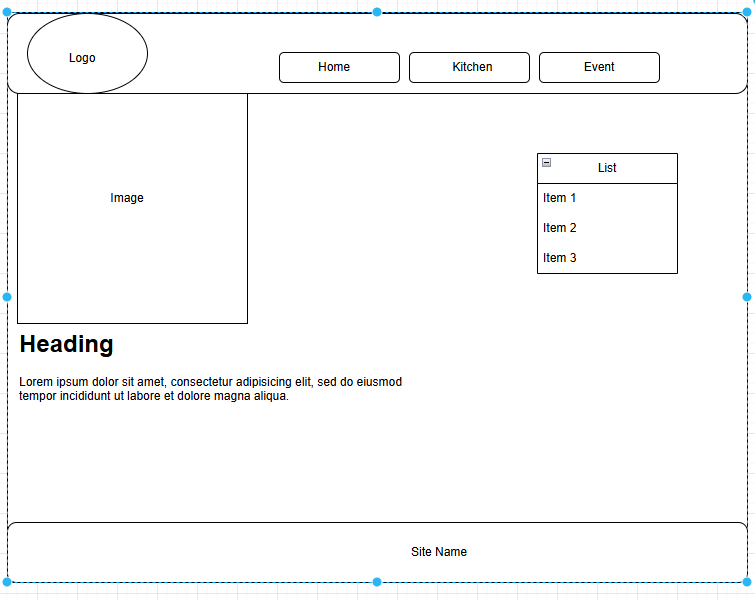 Logo
Home
Kitchen
Event
Image
List
Item 1
Item 2
Item 3
Heading
Lorem ipsum dolor sit amet, consectetur adipisicing elit, sed do eiusmod
tempor incididunt ut labore et dolore magna aliqua.
Site Name